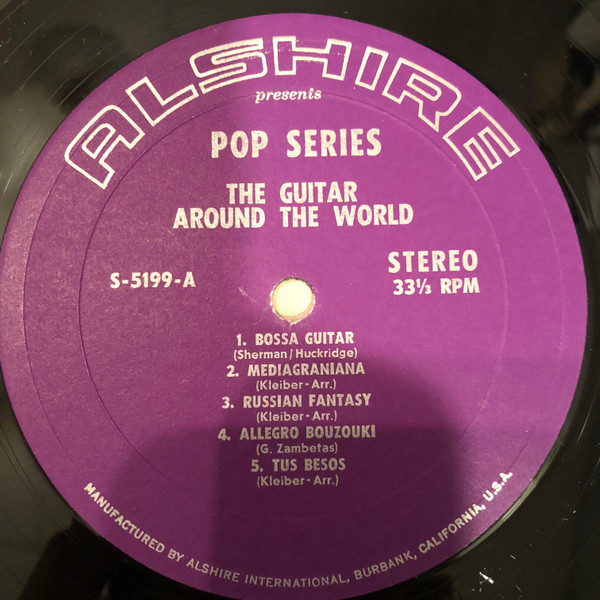 ALSHIRE
presents
POP SERIES
THE GUITAR
AROUND THE WORLD
S-5199-A
STEREO
33⅓ RPM
1. BOSSA GUITAR
(Sherman/Huckridge)
2. MEDIAGRANIANA
(Kleiber-Arr.)
3. RUSSIAN FANTASY
(Kleiber-Arr.)
4. ALLEGRO BOUZOUKI
(G. Zambetas)
5. TUS BESOS
(Kleiber-Arr.)
MANUFACTURED BY ALSHIRE INTERNATIONAL, BURBANK, CALIFORNIA, U.S.A.